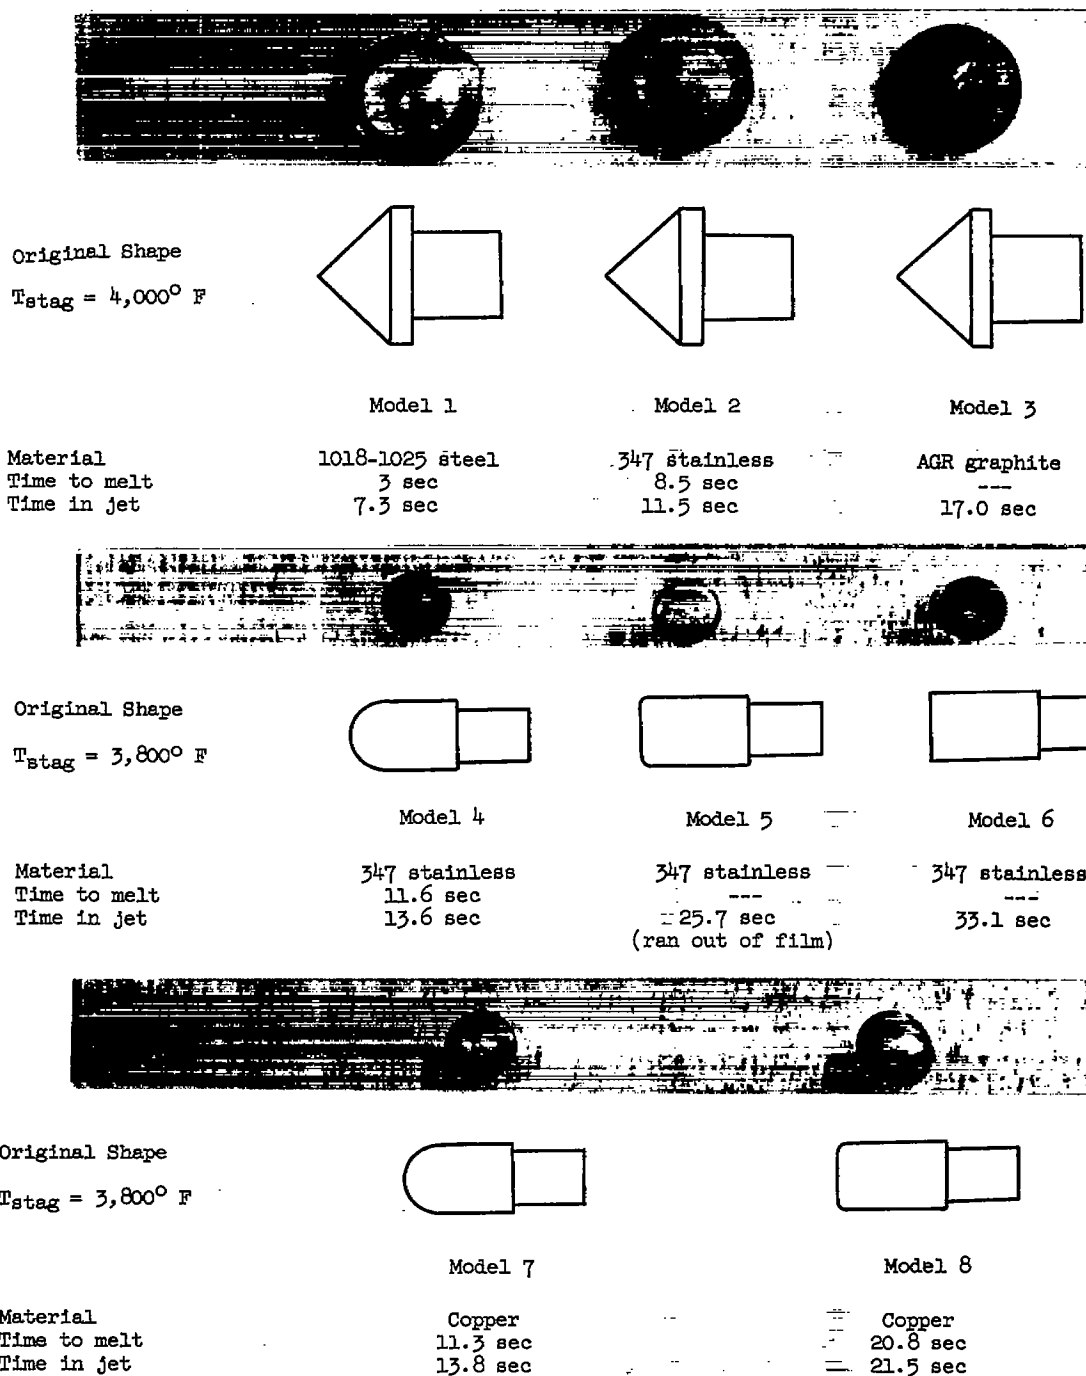 Original Shape
Tstag = 4,000° F
Model 1 Model 2 Model 3
Material 1018-1025 steel 347 stainless AGR graphite
Time to melt 3 sec 8.5 sec ---
Time in jet 7.3 sec 11.5 sec 17.0 sec
Original Shape
Tstag = 3,800° F
Model 4 Model 5 Model 6
Material 347 stainless 347 stainless 347 stainless
Time to melt 11.6 sec --- ---
Time in jet 13.6 sec 25.7 sec 33.1 sec
(ran out of film)
Original Shape
Tstag = 3,800° F
Model 7 Model 8
Material Copper Copper
Time to melt 11.3 sec 20.8 sec
Time in jet 13.8 sec 21.5 sec